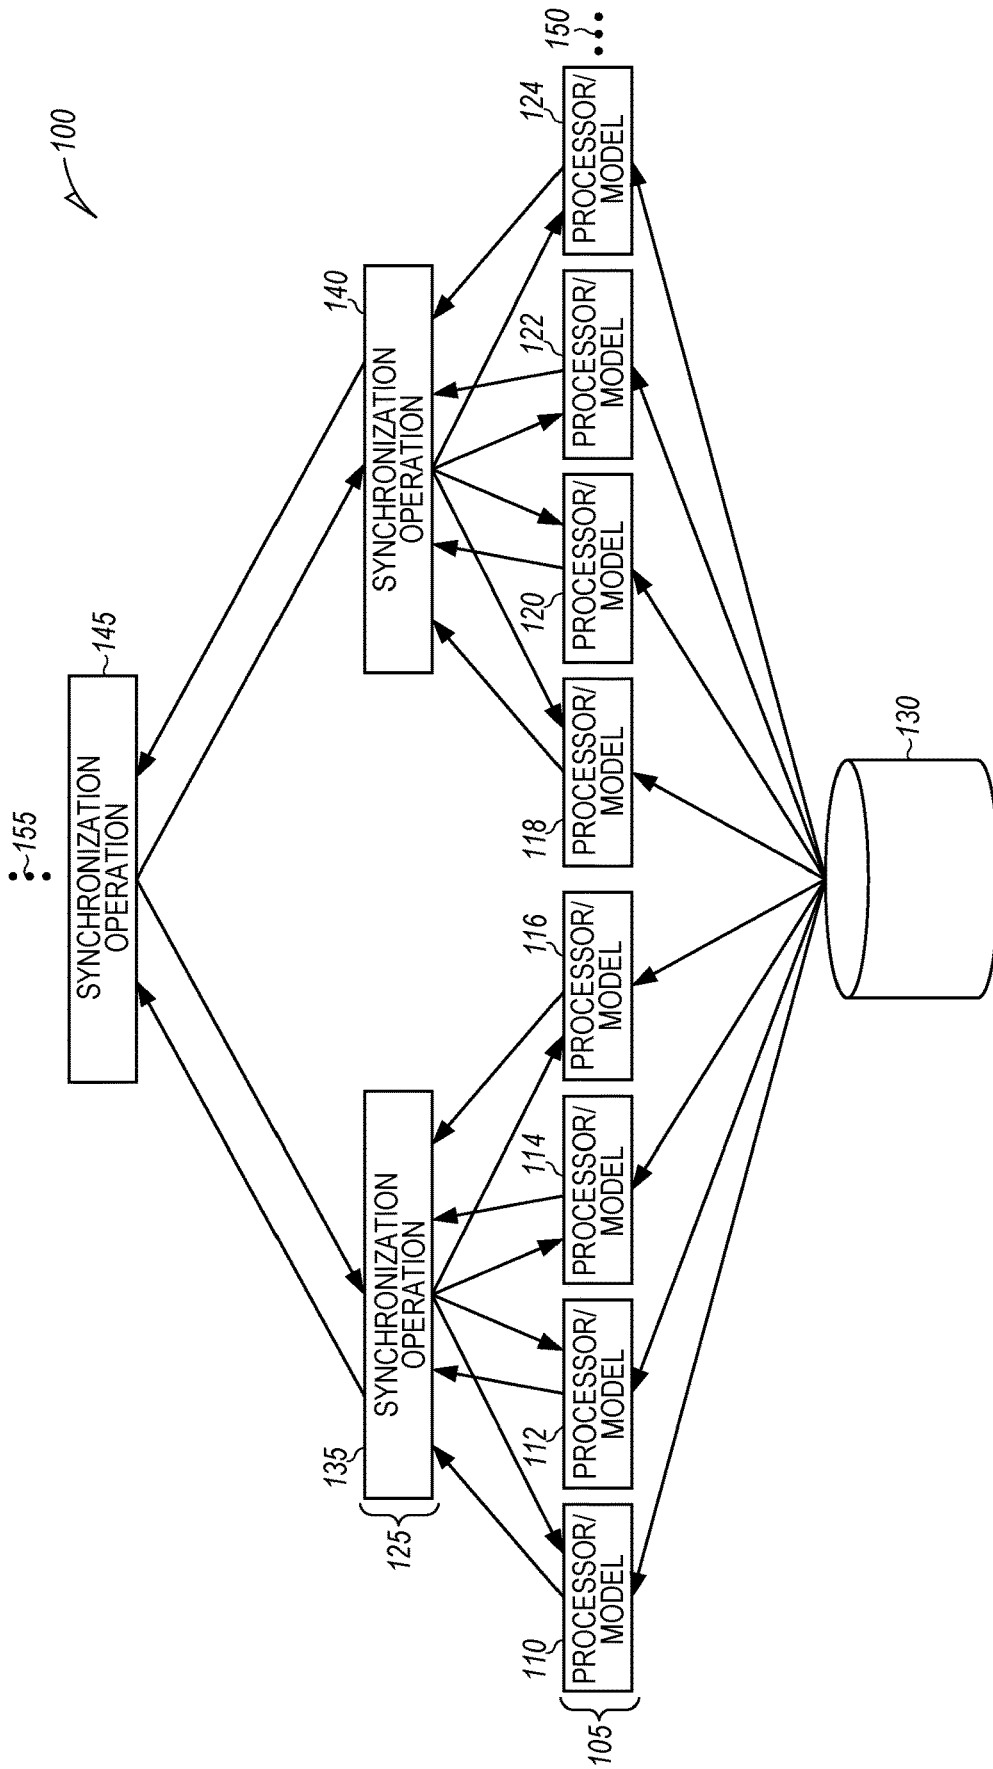 100
155
SYNCHRONIZATION
OPERATION
145
135
SYNCHRONIZATION
OPERATION
125
SYNCHRONIZATION
OPERATION
140
110
PROCESSOR/
MODEL
112
PROCESSOR/
MODEL
114
PROCESSOR/
MODEL
116
PROCESSOR/
MODEL
118
PROCESSOR/
MODEL
120
PROCESSOR/
MODEL
122
PROCESSOR/
MODEL
124
PROCESSOR/
MODEL
150
105
130